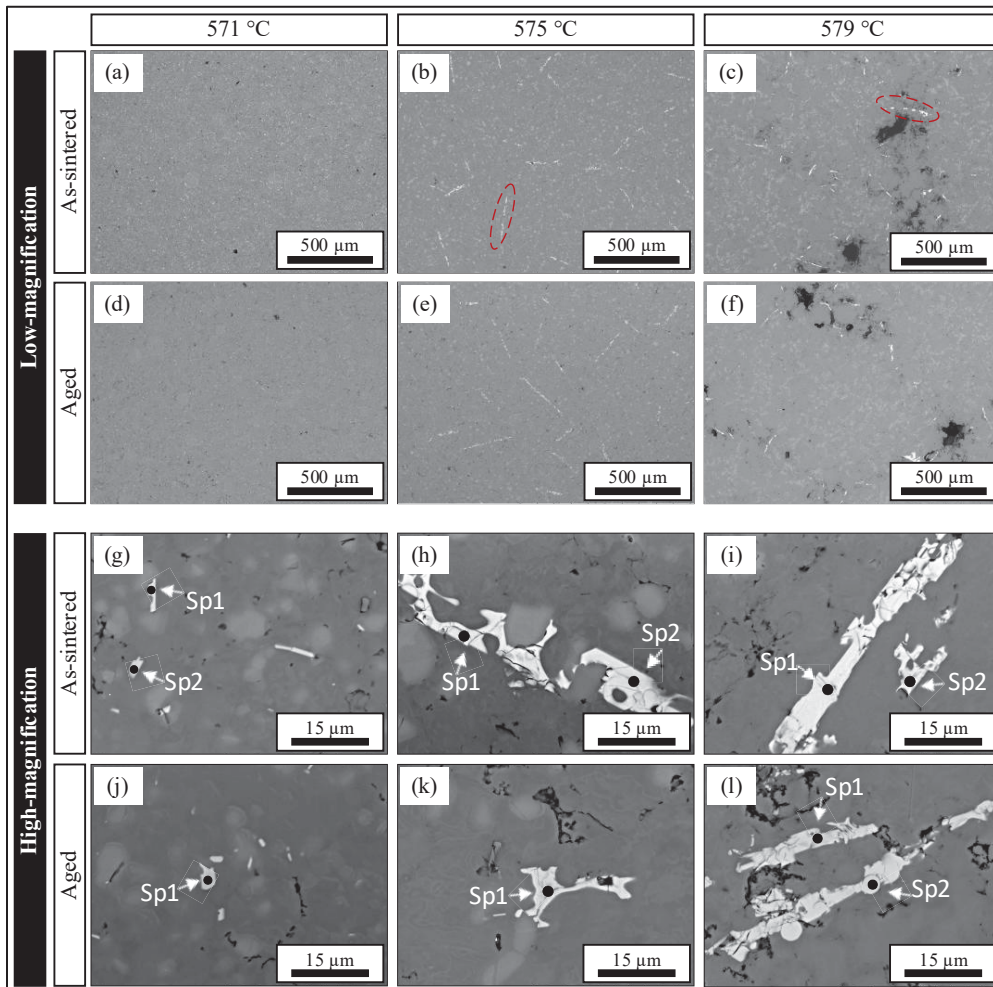 571 °C
575 °C
579 °C
Low-magnification
As-sintered
(a)
500 µm
(b)
500 µm
(c)
500 µm
Aged
(d)
500 µm
(e)
500 µm
(f)
500 µm
High-magnification
As-sintered
(g)
Sp1
Sp2
15 µm
(h)
Sp1
Sp2
15 µm
(i)
Sp1
Sp2
15 µm
Aged
(j)
Sp1
15 µm
(k)
Sp1
15 µm
(l)
Sp1
Sp2
15 µm